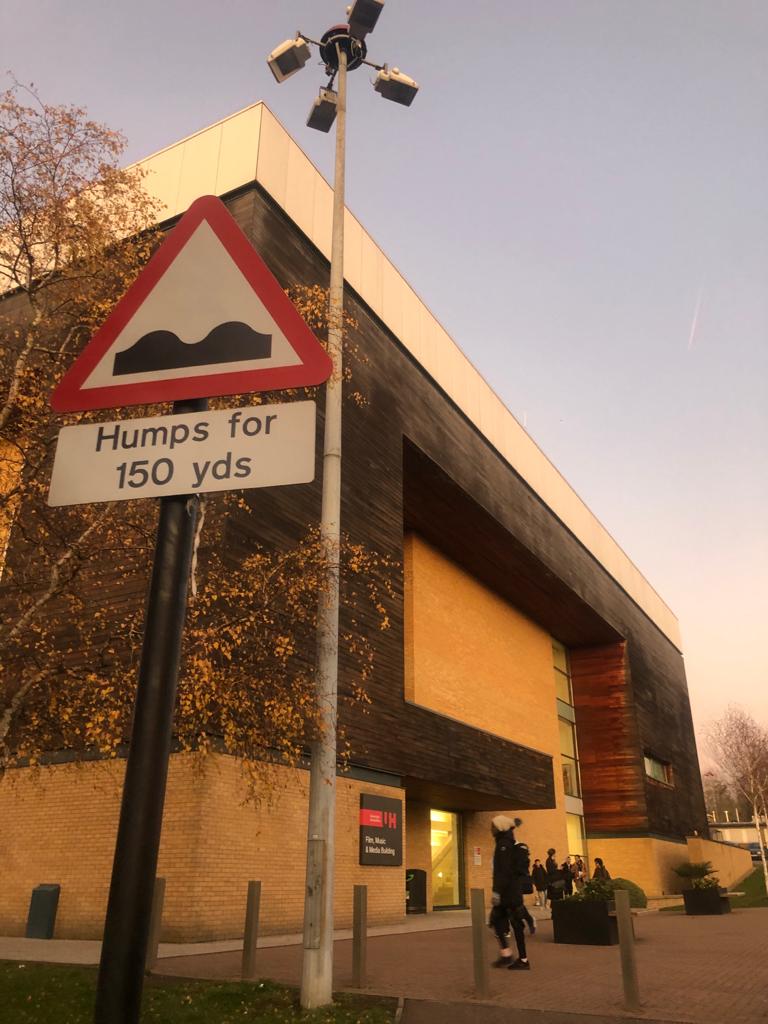 Humps for
150 yds
UH
Film, Music
& Media Building